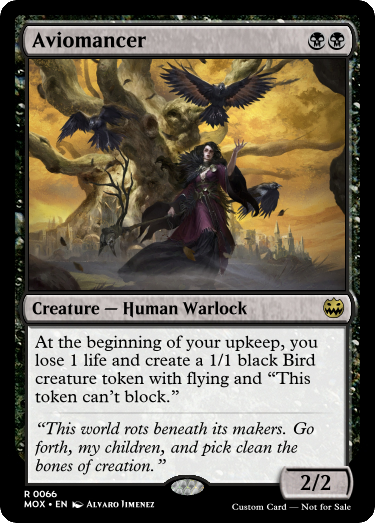 Aviomancer
Creature — Human Warlock
At the beginning of your upkeep, you
lose 1 life and create a 1/1 black Bird
creature token with flying and “This
token can’t block.”
“This world rots beneath its makers. Go
forth, my children, and pick clean the
bones of creation.”
2/2
R 0066
MOX • EN Alvaro Jimenez
Custom Card — Not for Sale